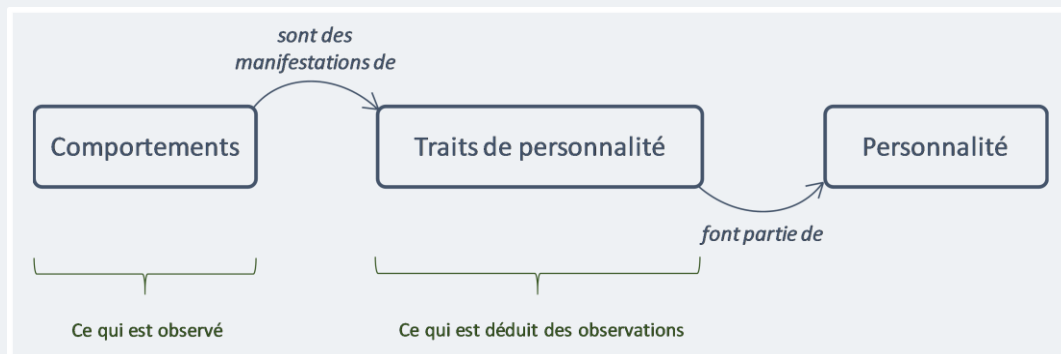 sont des
manifestations de
Comportements
Traits de personnalité
Personnalité
font partie de
Ce qui est observé
Ce qui est déduit des observations